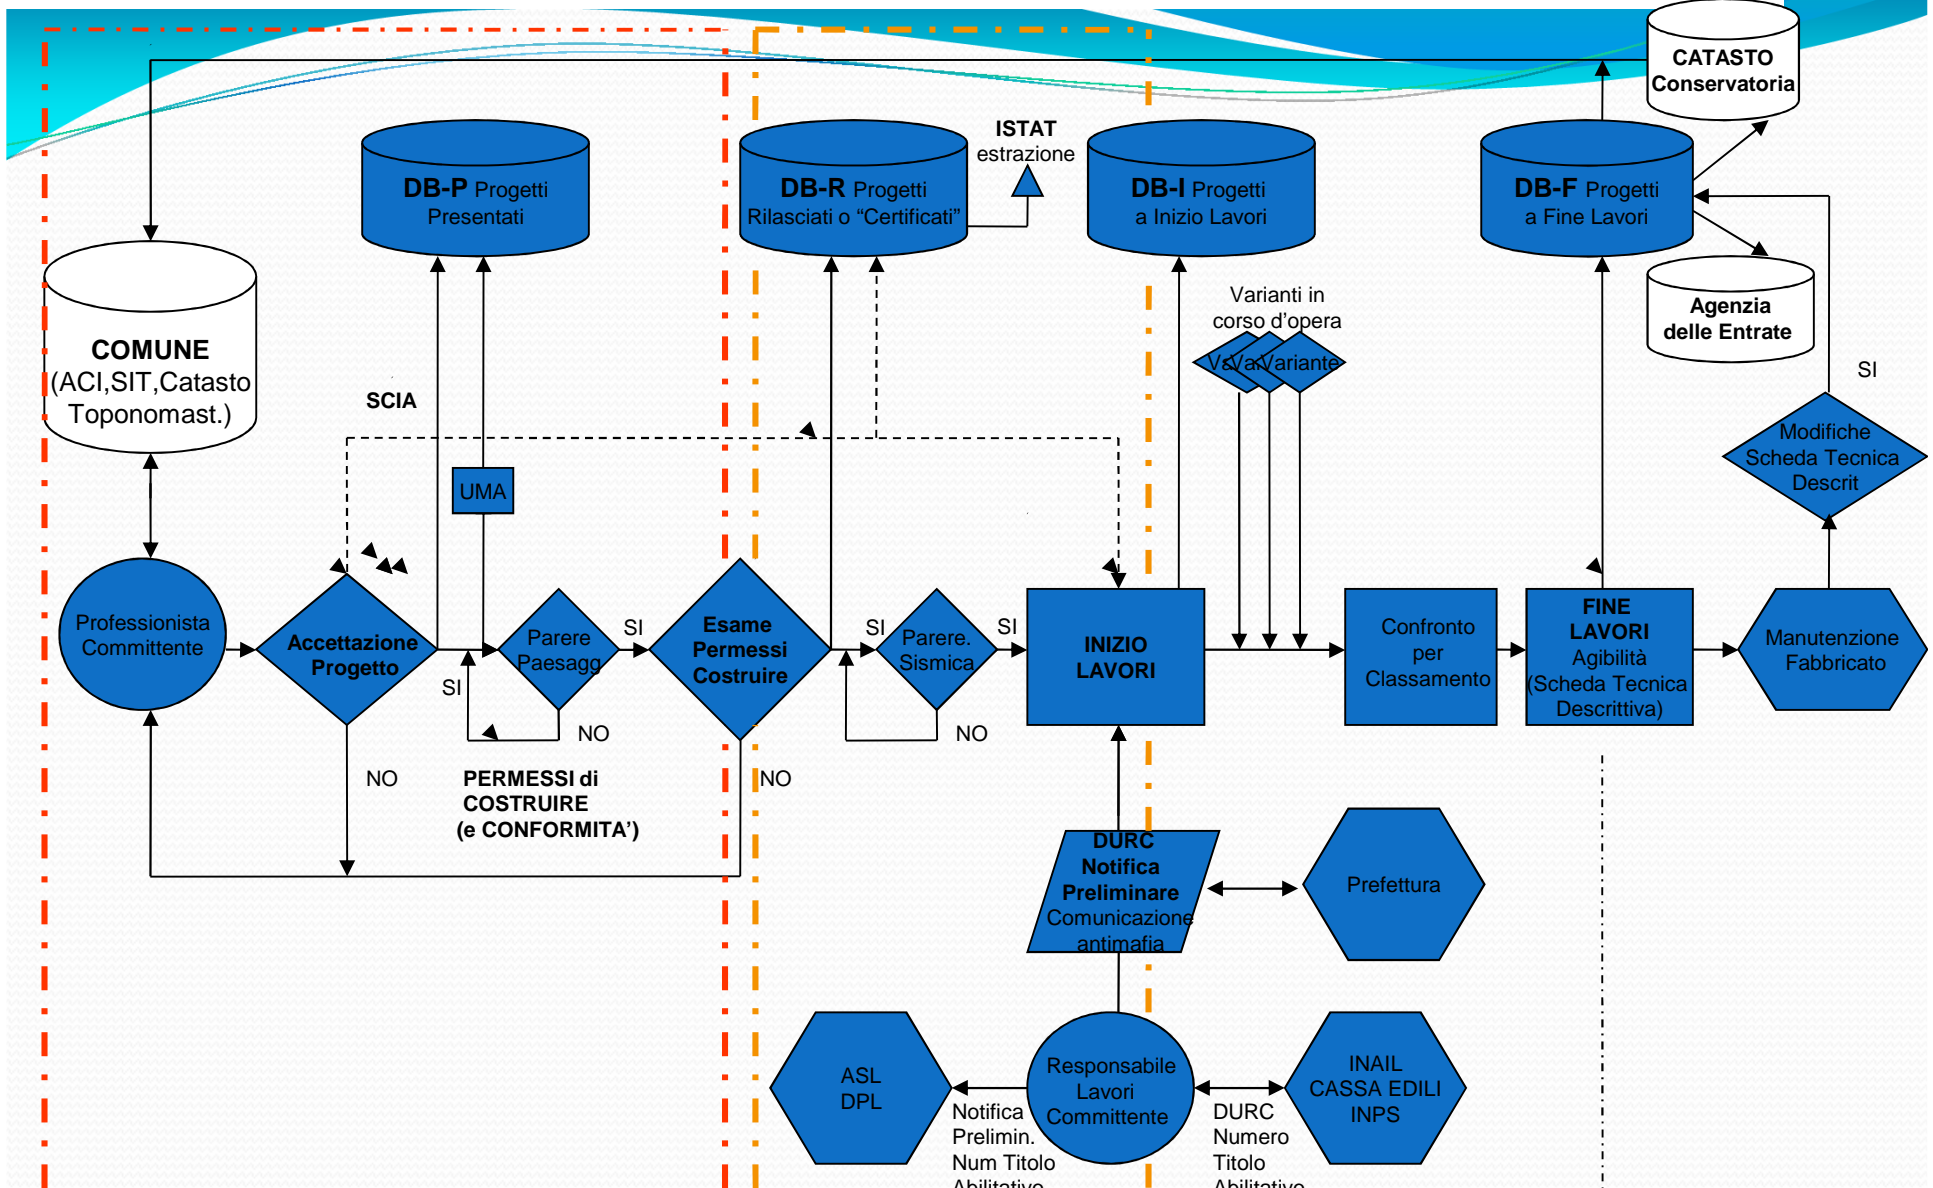 CATASTO
Conservatoria
ISTAT
estrazione
DB-P Progetti
Presentati
DB-R Progetti
Rilasciati o “Certificati”
DB-I Progetti
a Inizio Lavori
DB-F Progetti
a Fine Lavori
COMUNE
(ACI,SIT,Catasto
Toponomast.)
Varianti in
corso d’opera
Variante
Agenzia
delle Entrate
SI
SCIA
UMA
Modifiche
Scheda Tecnica
Descrit
Professionista
Committente
Accettazione
Progetto
SI
Parere
Paesagg
SI
NO
Esame
Permessi
Costruire
SI
Parere.
Sismica
SI
NO
INIZIO
LAVORI
Confronto
per
Classamento
FINE
LAVORI
Agibilità
(Scheda Tecnica
Descrittiva)
Manutenzione
Fabbricato
NO
PERMESSI di
COSTRUIRE
(e CONFORMITA’)
NO
DURC
Notifica
Preliminare
Comunicazione
antimafia
Prefettura
ASL
DPL
Notifica
Prelimin.
Num Titolo
Abilitativo
Responsabile
Lavori
Committente
DURC
Numero
Titolo
Abilitativo
INAIL
CASSA EDILI
INPS